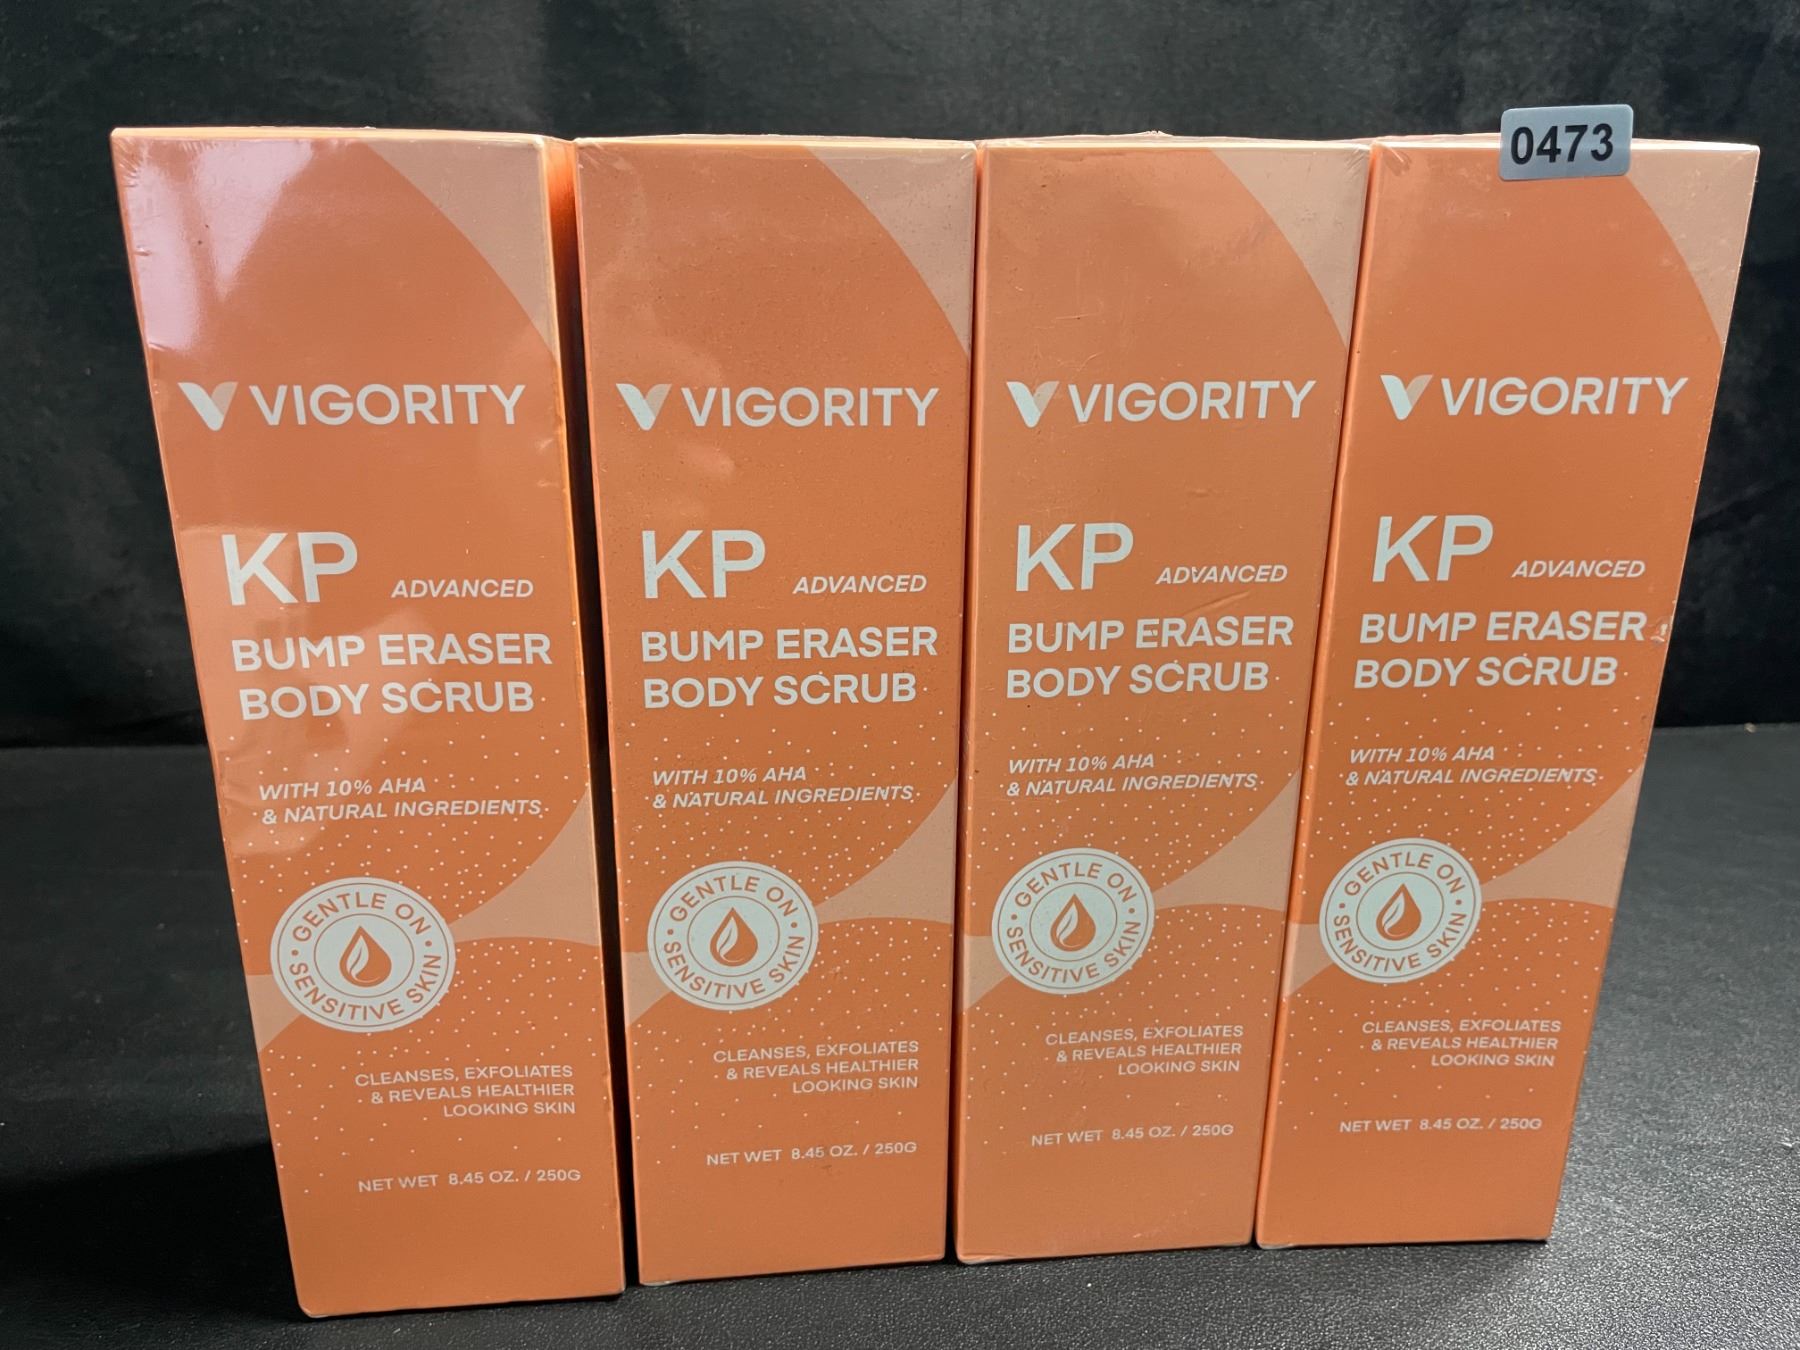 0473
VIGORITY
KP ADVANCED
BUMP ERASER
BODY SCRUB
WITH 10% AHA
& NATURAL INGREDIENTS
GENTLE ON
SENSITIVE SKIN
CLEANSES, EXFOLIATES
& REVEALS HEALTHIER
LOOKING SKIN
NET WET 8.45 OZ. / 250G
VIGORITY
KP ADVANCED
BUMP ERASER
BODY SCRUB
WITH 10% AHA
& NATURAL INGREDIENTS
GENTLE ON
SENSITIVE SKIN
CLEANSES, EXFOLIATES
& REVEALS HEALTHIER
LOOKING SKIN
NET WET 8.45 OZ. / 250G
VIGORITY
KP ADVANCED
BUMP ERASER
BODY SCRUB
WITH 10% AHA
& NATURAL INGREDIENTS
GENTLE ON
SENSITIVE SKIN
CLEANSES, EXFOLIATES
& REVEALS HEALTHIER
LOOKING SKIN
NET WET 8.45 OZ. / 250G
VIGORITY
KP ADVANCED
BUMP ERASER
BODY SCRUB
WITH 10% AHA
& NATURAL INGREDIENTS
GENTLE ON
SENSITIVE SKIN
CLEANSES, EXFOLIATES
& REVEALS HEALTHIER
LOOKING SKIN
NET WET 8.45 OZ. / 250G